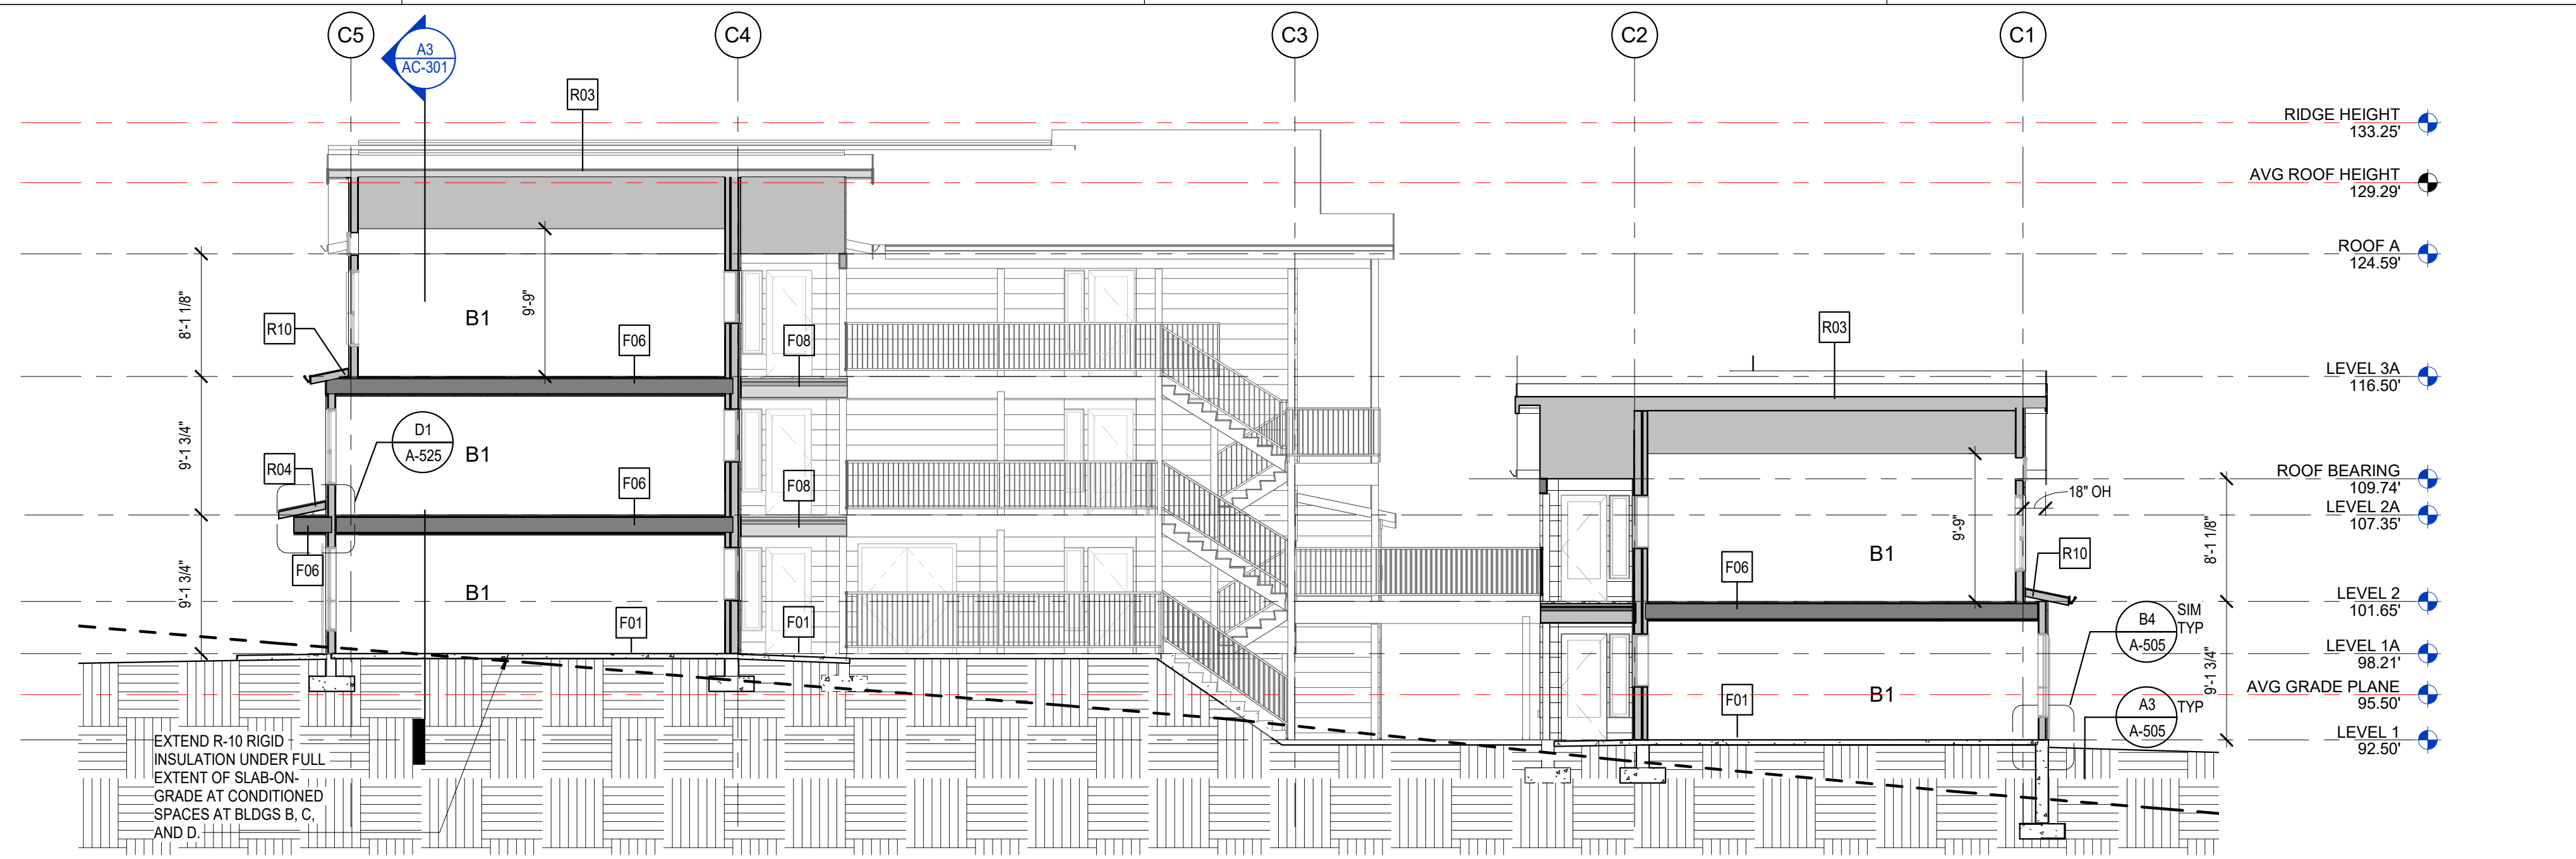 C5
C4
C3
C2
C1
A3
AC-301
R03
RIDGE HEIGHT
133.25'
AVG ROOF HEIGHT
129.29'
ROOF A
124.59'
8'-1 1/8"
9'-9"
B1
R10
F06
F08
R03
LEVEL 3A
116.50'
9'-1 3/4"
D1
A-525
B1
R04
F06
F08
ROOF BEARING
109.74'
18" OH
LEVEL 2A
107.35'
9'-9"
8'-1 1/8"
B1
R10
F06
F06
9'-1 3/4"
B1
LEVEL 2
101.65'
F01
F01
B4
A-505
SIM
TYP
LEVEL 1A
98.21'
9'-1 3/4"
AVG GRADE PLANE
95.50'
B1
F01
A3
A-505
TYP
LEVEL 1
92.50'
EXTEND R-10 RIGID
INSULATION UNDER FULL
EXTENT OF SLAB-ON-
GRADE AT CONDITIONED
SPACES AT BLDGS B, C,
AND D.